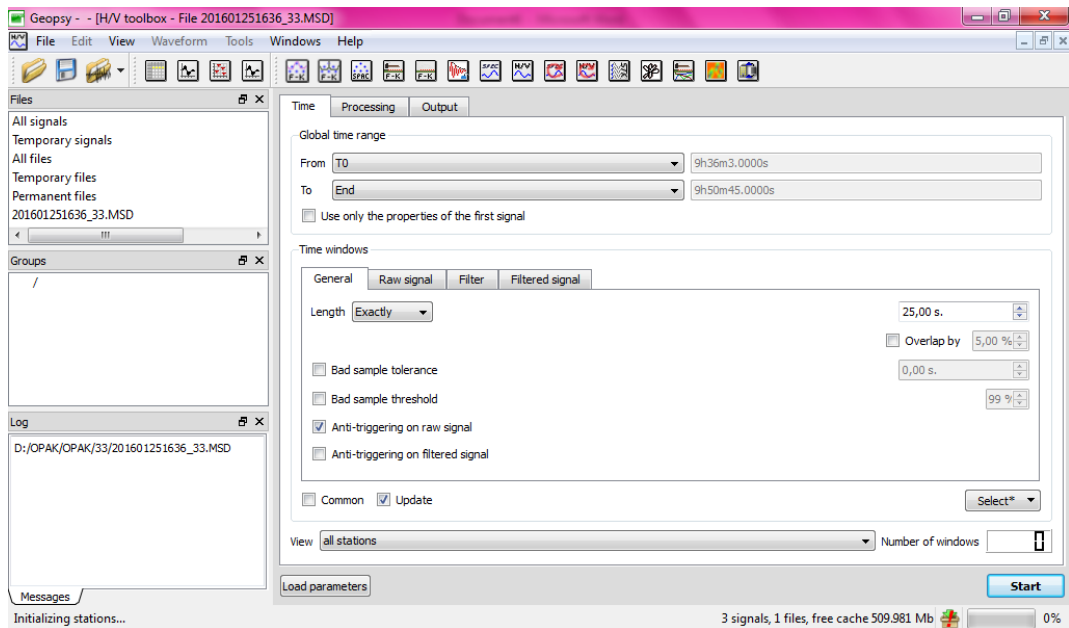 Geopsy - - [H/V toolbox - File 201601251636_33.MSD]
File Edit View Waveform Tools Windows Help
Files
All signals
Temporary signals
All files
Temporary files
Permanent files
201601251636_33.MSD
Groups
/
Log
D:/OPAK/OPAK/33/201601251636_33.MSD
Messages
Initializing stations...
Time Processing Output
Global time range
From T0 9h36m3.0000s
To End 9h50m45.0000s
Use only the properties of the first signal
Time windows
General Raw signal Filter Filtered signal
Length Exactly 25,00 s.
Overlap by 5,00 %
Bad sample tolerance 0,00 s.
Bad sample threshold 99 %
Anti-triggering on raw signal
Anti-triggering on filtered signal
Common Update Select*
View all stations Number of windows 0
Load parameters Start
3 signals, 1 files, free cache 509.981 Mb 0%